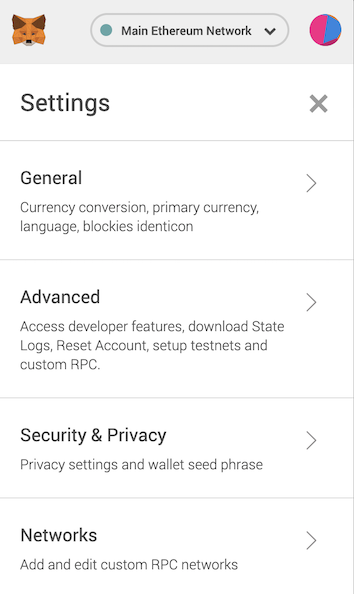 Main Ethereum Network
Settings
General
Currency conversion, primary currency,
language, blockies identicon
Advanced
Access developer features, download State
Logs, Reset Account, setup testnets and
custom RPC.
Security & Privacy
Privacy settings and wallet seed phrase
Networks
Add and edit custom RPC networks